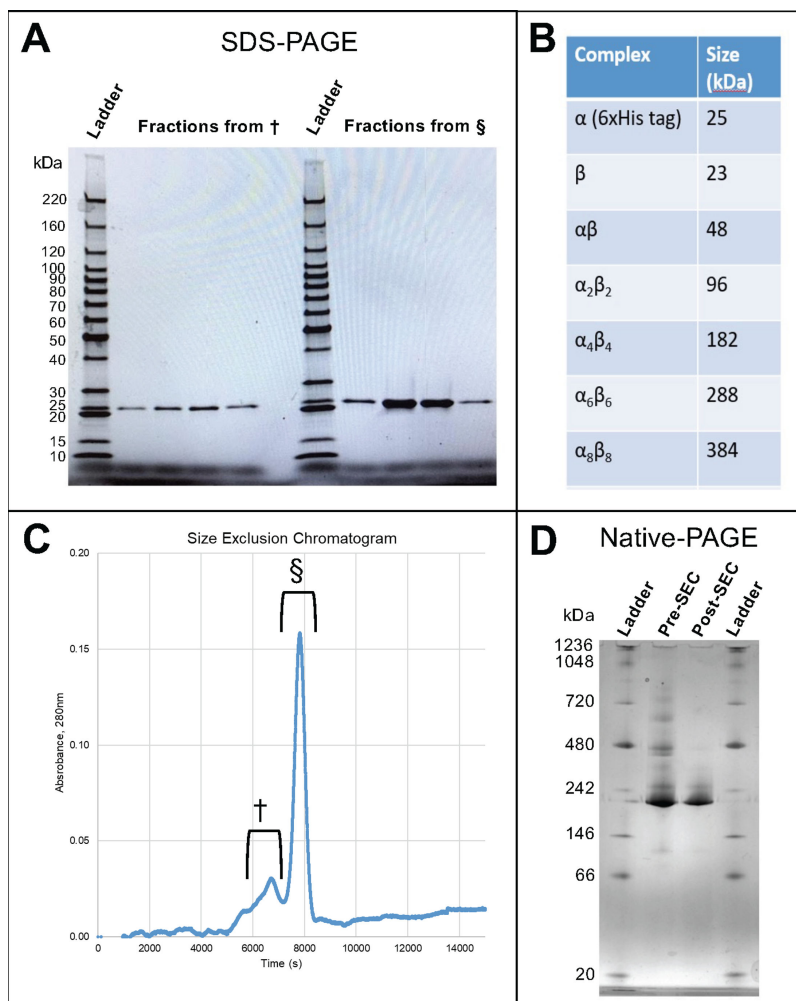 A
SDS-PAGE
Ladder
Fractions from †
Ladder
Fractions from §
kDa
220
160
120
100
90
80
70
60
50
40
30
25
20
15
10
B
Complex Size (kDa)
α (6xHis tag) 25
β 23
αβ 48
α₂β₂ 96
α₄β₄ 182
α₆β₆ 288
α₈β₈ 384
C
Size Exclusion Chromatogram
§
†
0.20
0.15
0.10
0.05
0.00
Absrobance, 280nm
0 2000 4000 6000 8000 10000 12000 14000
Time (s)
D
Native-PAGE
kDa
Ladder
Pre-SEC
Post-SEC
Ladder
1236
1048
720
480
242
146
66
20